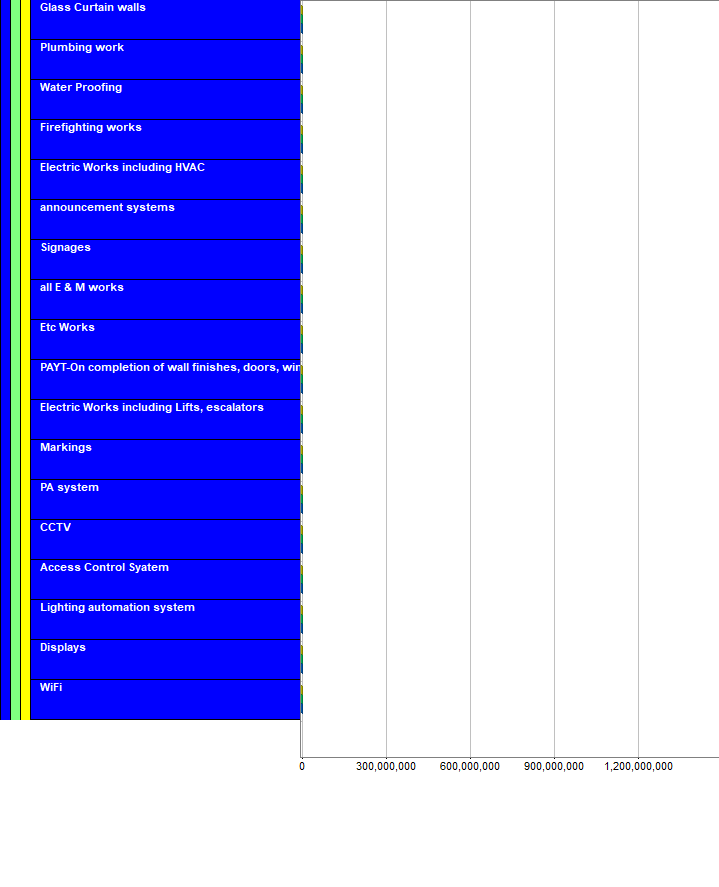 Glass Curtain walls
Plumbing work
Water Proofing
Firefighting works
Electric Works including HVAC
announcement systems
Signages
all E & M works
Etc Works
PAYT-On completion of wall finishes, doors, win
Electric Works including Lifts, escalators
Markings
PA system
CCTV
Access Control Syatem
Lighting automation system
Displays
WiFi
0 300,000,000 600,000,000 900,000,000 1,200,000,000